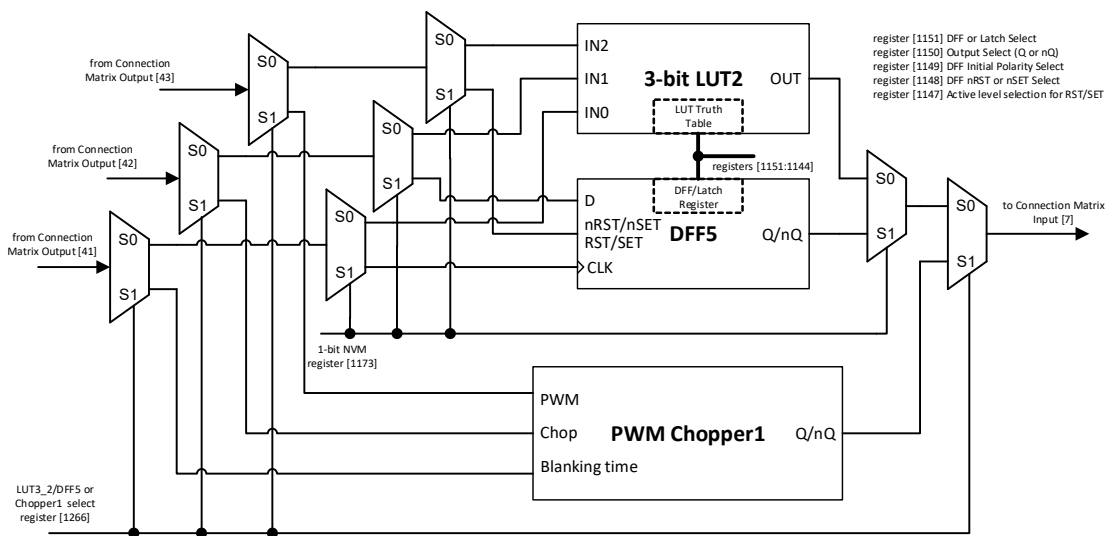 from Connection
Matrix Output [43]
S0
S1
S0
S1
IN2
IN1
IN0
3-bit LUT2
OUT
LUT Truth
Table
register [1151] DFF or Latch Select
register [1150] Output Select (Q or nQ)
register [1149] DFF Initial Polarity Select
register [1148] DFF nRST or nSET Select
register [1147] Active level selection for RST/SET
from Connection
Matrix Output [42]
S0
S1
S0
S1
registers [1151:1144]
DFF/Latch
Register
D
nRST/nSET
RST/SET
DFF5
Q/nQ
CLK
S0
S1
S0
S1
to Connection Matrix
Input [7]
from Connection
Matrix Output [41]
S0
S1
S0
S1
1-bit NVM
register [1173]
PWM
Chop
PWM Chopper1
Q/nQ
Blanking time
LUT3_2/DFF5 or
Chopper1 select
register [1266]